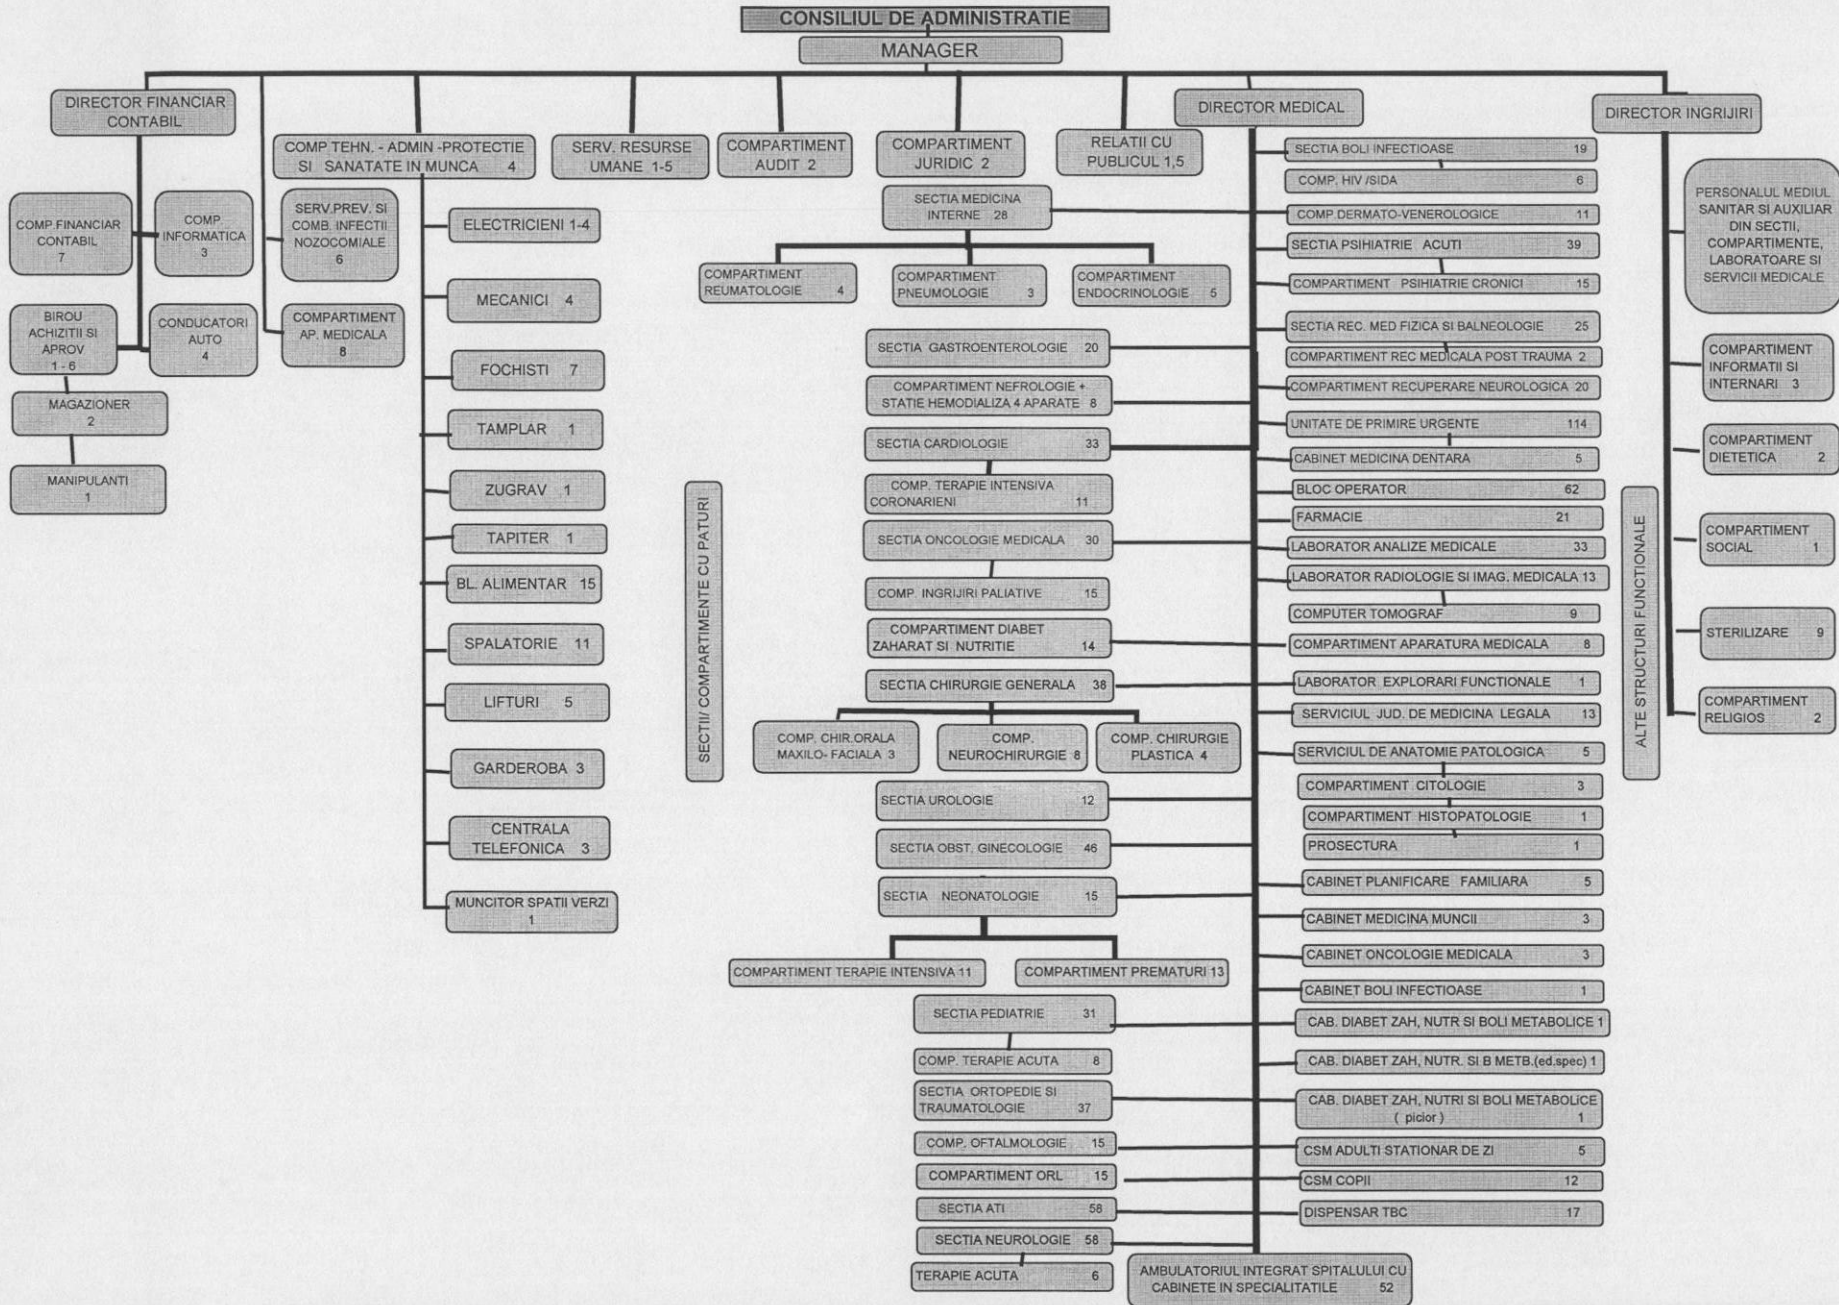 CONSILIUL DE ADMINISTRATIE
MANAGER
DIRECTOR FINANCIAR
CONTABIL
COMP.FINANCIAR
CONTABIL
7
COMP.
INFORMATICA
3
BIROU
ACHIZITII SI
APROV
1 - 6
CONDUCATORI
AUTO
4
MAGAZIONER
2
MANIPULANTI
1
SERV.PREV. SI
COMB. INFECTII
NOZOCOMIALE
6
COMPARTIMENT
AP. MEDICALA
8
COMP.TEHN. - ADMIN -PROTECTIE
SI SANATATE IN MUNCA 4
ELECTRICIENI 1-4
MECANICI 4
FOCHISTI 7
TAMPLAR 1
ZUGRAV 1
TAPITER 1
BL. ALIMENTAR 15
SPALATORIE 11
LIFTURI 5
GARDEROBA 3
CENTRALA
TELEFONICA 3
MUNCITOR SPATII VERZI
1
SERV. RESURSE
UMANE 1-5
COMPARTIMENT
AUDIT 2
COMPARTIMENT
JURIDIC 2
RELATII CU
PUBLICUL 1,5
DIRECTOR MEDICAL
SECTII/ COMPARTIMENTE CU PATURI
SECTIA MEDICINA
INTERNE 28
COMPARTIMENT
REUMATOLOGIE 4
COMPARTIMENT
PNEUMOLOGIE 3
COMPARTIMENT
ENDOCRINOLOGIE 5
SECTIA GASTROENTEROLOGIE 20
COMPARTIMENT NEFROLOGIE +
STATIE HEMODIALIZA 4 APARATE 8
SECTIA CARDIOLOGIE 33
COMP. TERAPIE INTENSIVA
CORONARIENI 11
SECTIA ONCOLOGIE MEDICALA 30
COMP. INGRIJIRI PALIATIVE 15
COMPARTIMENT DIABET
ZAHARAT SI NUTRITIE 14
SECTIA CHIRURGIE GENERALA 38
COMP. CHIR.ORALA
MAXILO- FACIALA 3
COMP.
NEUROCHIRURGIE 8
COMP. CHIRURGIE
PLASTICA 4
SECTIA UROLOGIE 12
SECTIA OBST. GINECOLOGIE 46
SECTIA NEONATOLOGIE 15
COMPARTIMENT TERAPIE INTENSIVA 11
COMPARTIMENT PREMATURI 13
SECTIA PEDIATRIE 31
COMP. TERAPIE ACUTA 8
SECTIA ORTOPEDIE SI
TRAUMATOLOGIE 37
COMP. OFTALMOLOGIE 15
COMPARTIMENT ORL 15
SECTIA ATI 58
SECTIA NEUROLOGIE 58
TERAPIE ACUTA 6
SECTIA BOLI INFECTIOASE 19
COMP. HIV /SIDA 6
COMP.DERMATO-VENEROLOGICE 11
SECTIA PSIHIATRIE ACUTI 39
COMPARTIMENT PSIHIATRIE CRONICI 15
SECTIA REC. MED FIZICA SI BALNEOLOGIE 25
COMPARTIMENT REC MEDICALA POST TRAUMA 2
COMPARTIMENT RECUPERARE NEUROLOGICA 20
UNITATE DE PRIMIRE URGENTE 114
CABINET MEDICINA DENTARA 5
BLOC OPERATOR 62
FARMACIE 21
LABORATOR ANALIZE MEDICALE 33
LABORATOR RADIOLOGIE SI IMAG. MEDICALA 13
COMPUTER TOMOGRAF 9
COMPARTIMENT APARATURA MEDICALA 8
LABORATOR EXPLORARI FUNCTIONALE 1
SERVICIUL JUD. DE MEDICINA LEGALA 13
SERVICIUL DE ANATOMIE PATOLOGICA 5
COMPARTIMENT CITOLOGIE 3
COMPARTIMENT HISTOPATOLOGIE 1
PROSECTURA 1
CABINET PLANIFICARE FAMILIARA 5
CABINET MEDICINA MUNCII 3
CABINET ONCOLOGIE MEDICALA 3
CABINET BOLI INFECTIOASE 1
CAB. DIABET ZAH, NUTR SI BOLI METABOLICE 1
CAB. DIABET ZAH, NUTR. SI B METB.(ed.spec) 1
CAB. DIABET ZAH, NUTRI SI BOLI METABOLICE
( picior ) 1
CSM ADULTI STATIONAR DE ZI 5
CSM COPII 12
DISPENSAR TBC 17
AMBULATORIUL INTEGRAT SPITALULUI CU
CABINETE IN SPECIALITATILE 52
ALTE STRUCTURI FUNCTIONALE
DIRECTOR INGRIJIRI
PERSONALUL MEDIUL
SANITAR SI AUXILIAR
DIN SECTII,
COMPARTIMENTE,
LABORATOARE SI
SERVICII MEDICALE
COMPARTIMENT
INFORMATII SI
INTERNARI 3
COMPARTIMENT
DIETETICA 2
COMPARTIMENT
SOCIAL 1
STERILIZARE 9
COMPARTIMENT
RELIGIOS 2